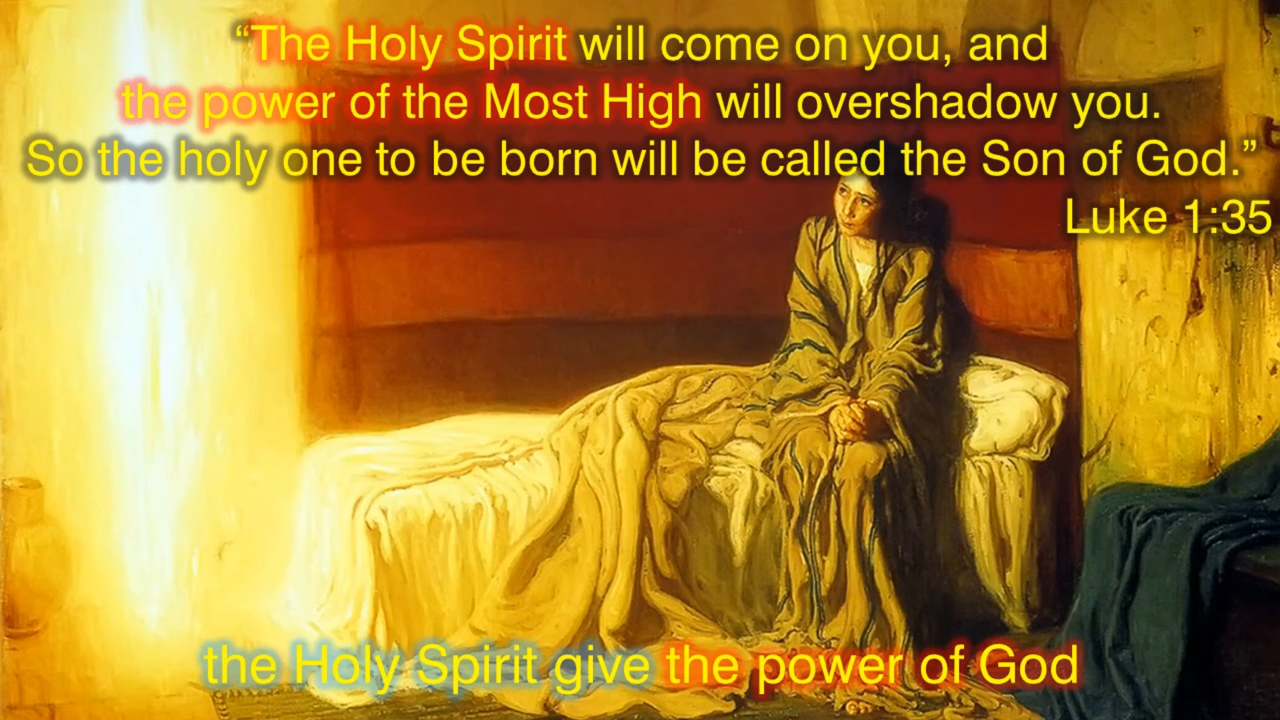 “The Holy Spirit will come on you, and
the power of the Most High will overshadow you.
So the holy one to be born will be called the Son of God.”
Luke 1:35
the Holy Spirit give the power of God